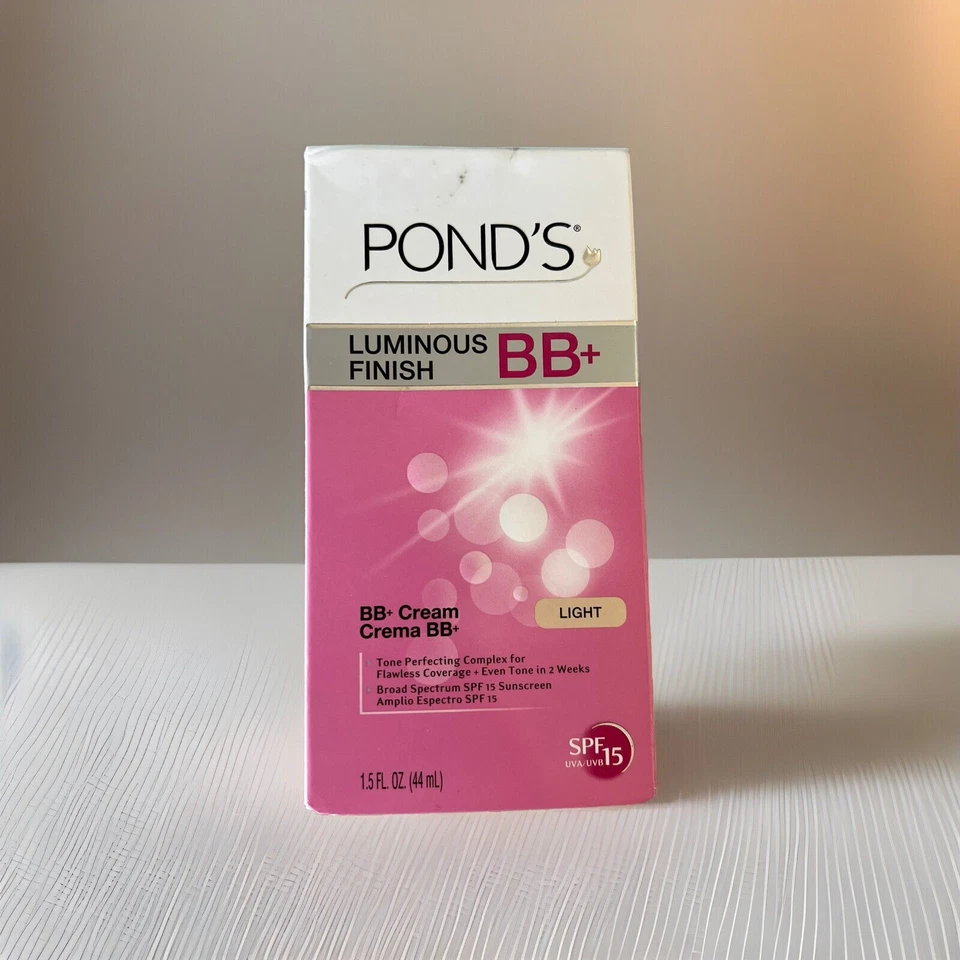 POND'S®
LUMINOUS
FINISH
BB+
BB+ Cream
Crema BB+
LIGHT
Tone Perfecting Complex for
Flawless Coverage + Even Tone in 2 Weeks
Broad Spectrum SPF 15 Sunscreen
Amplio Espectro SPF 15
SPF 15
UVA/UVB
1.5 FL. OZ. (44 mL)